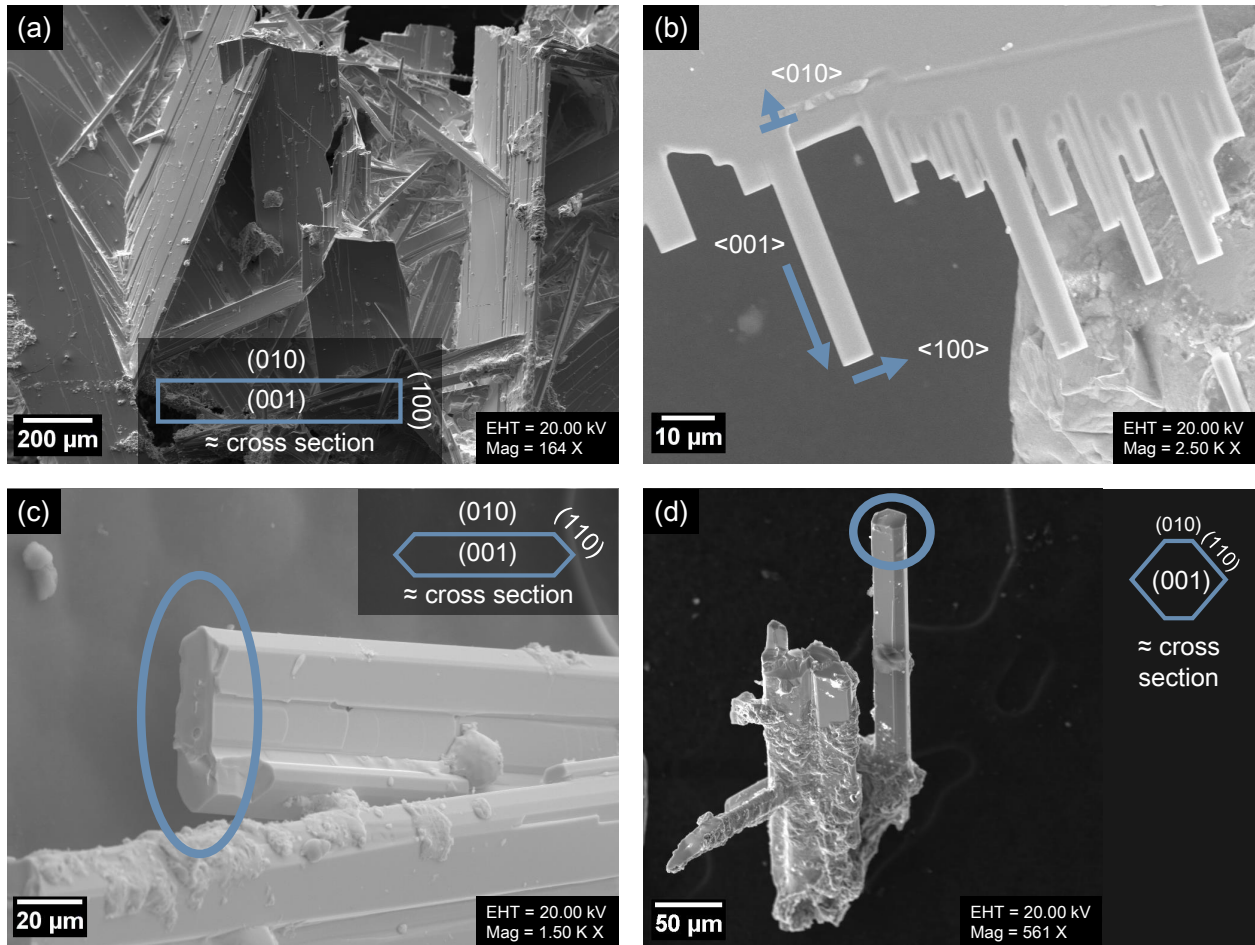 (a)
(010)
(001)
(100)
≈ cross section
200 µm
EHT = 20.00 kV
Mag = 164 X
(b)
<010>
<001>
<100>
10 µm
EHT = 20.00 kV
Mag = 2.50 K X
(c)
(010)
(110)
(001)
≈ cross section
20 µm
EHT = 20.00 kV
Mag = 1.50 K X
(d)
(010)
(110)
(001)
≈ cross
section
50 µm
EHT = 20.00 kV
Mag = 561 X